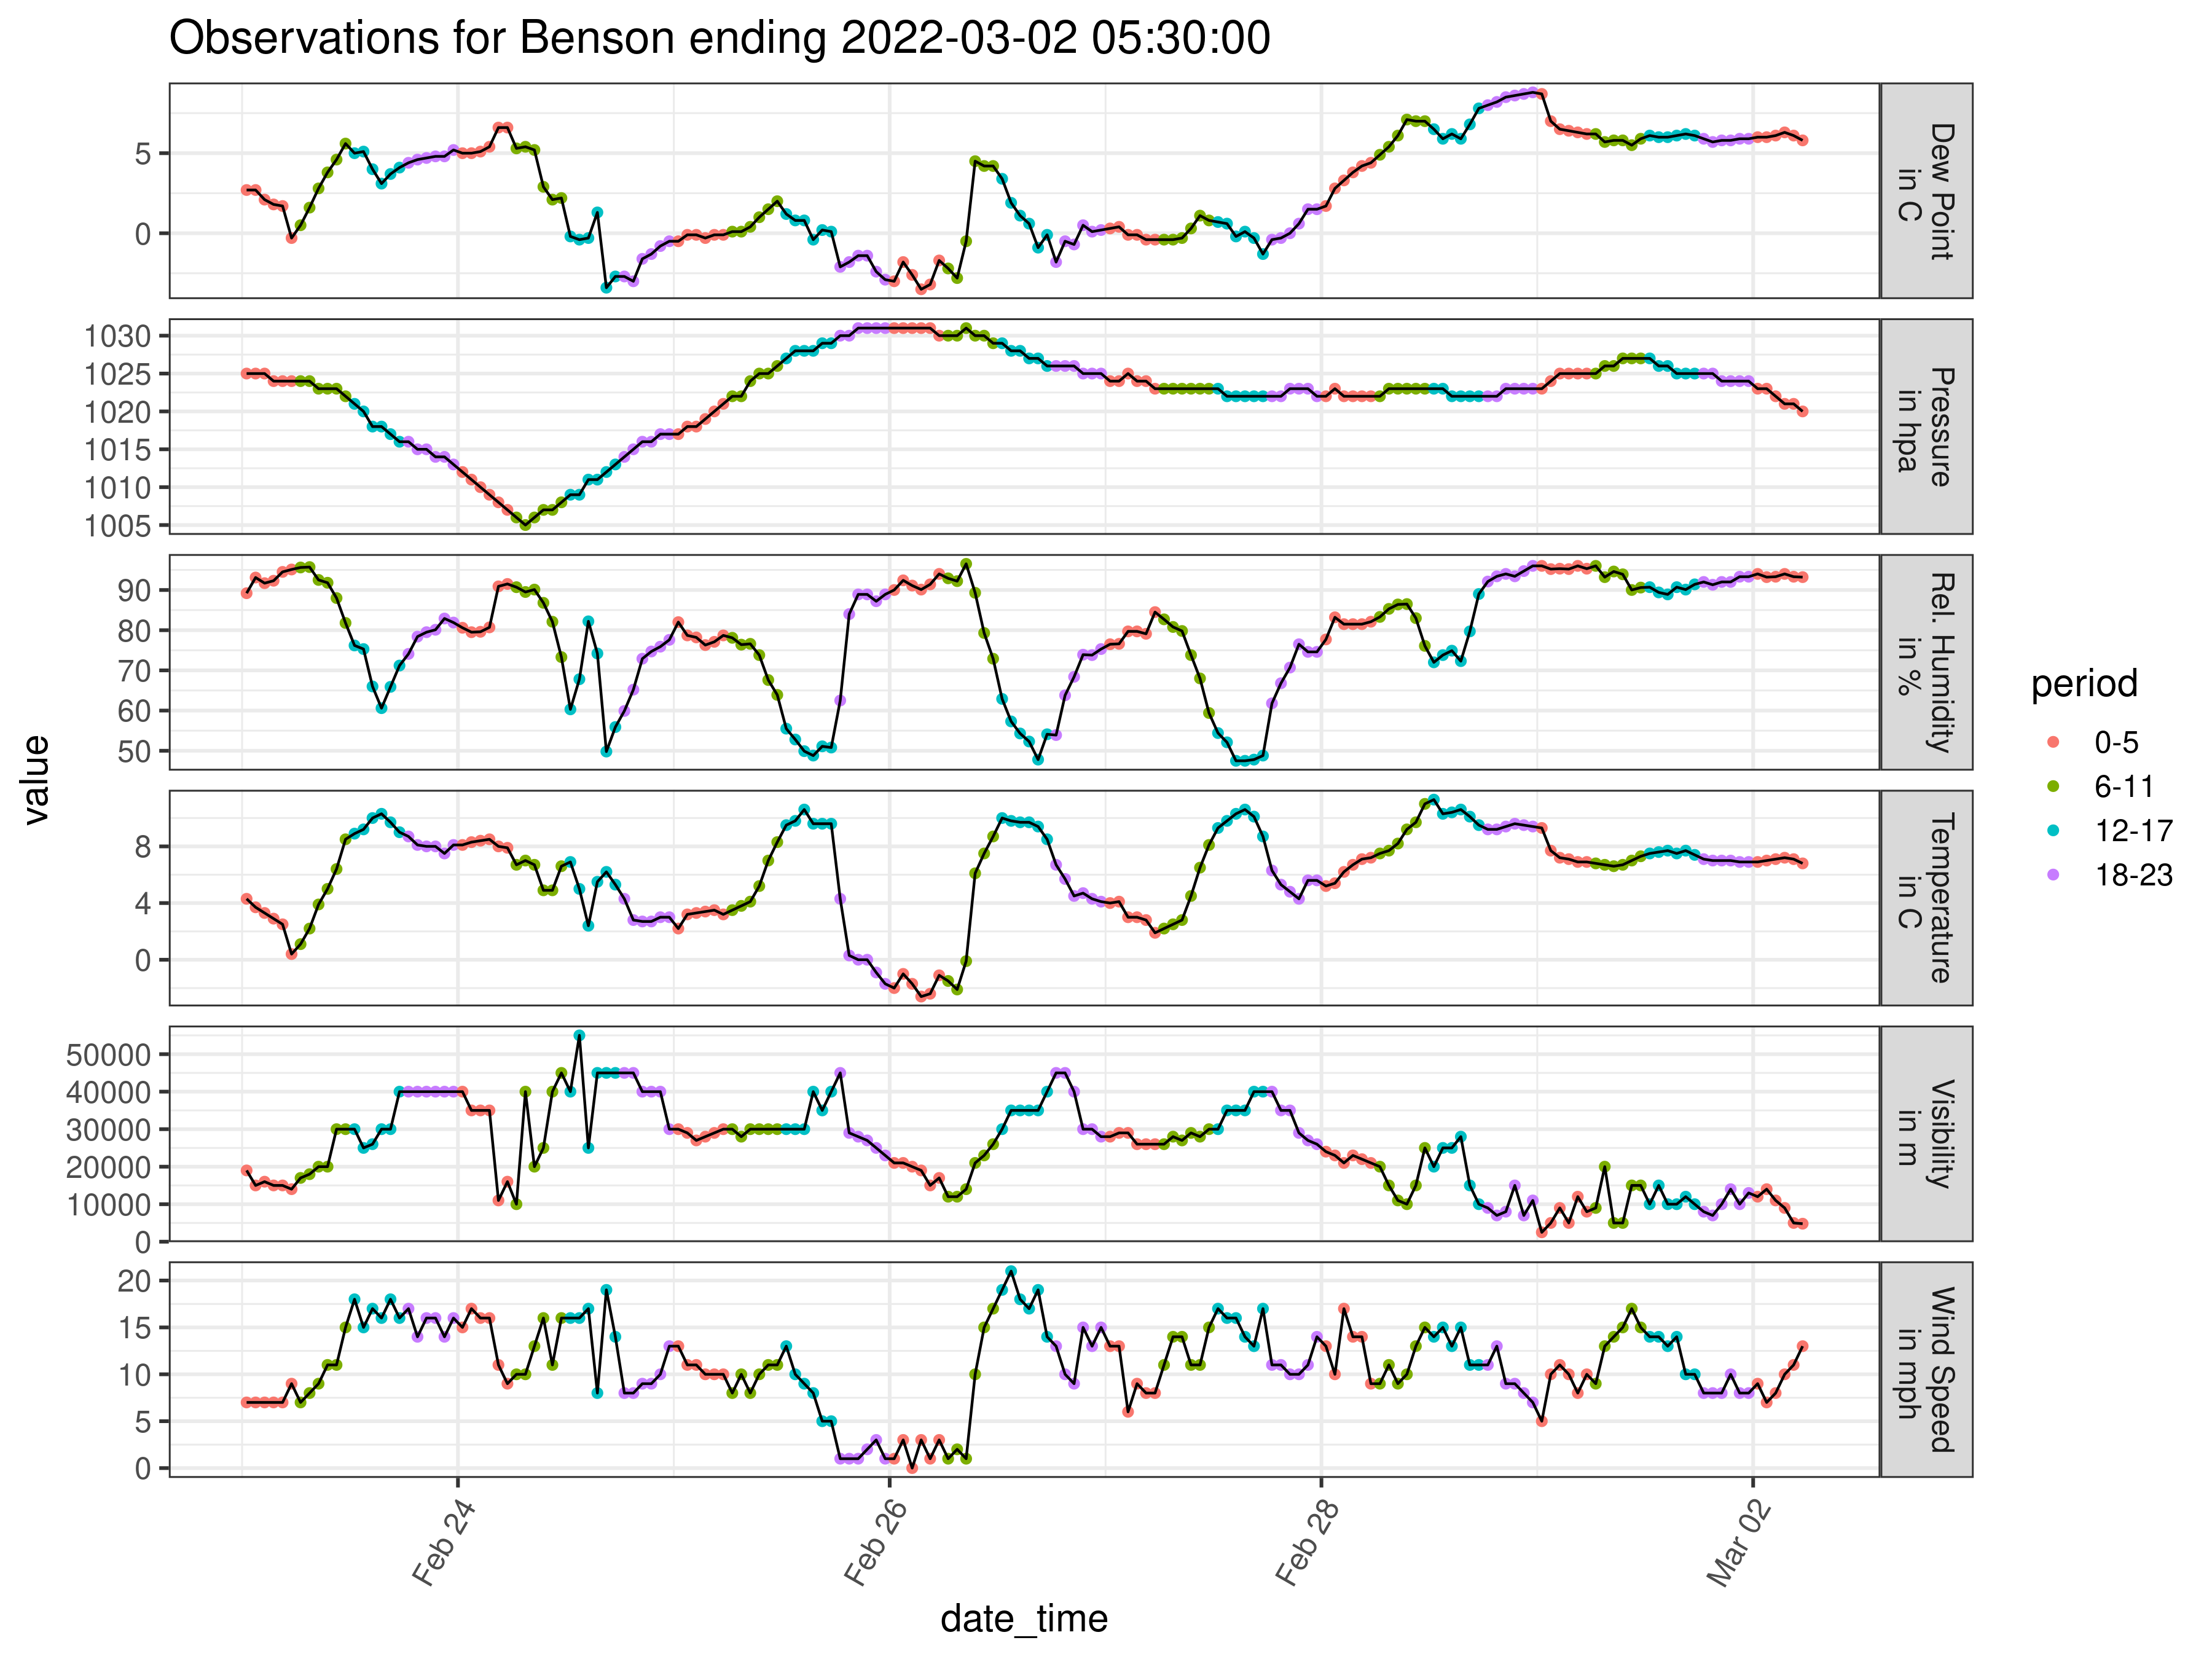 Observations for Benson ending 2022-03-02 05:30:00
value
5
0
Dew Point
in C
1030
1025
1020
1015
1010
1005
Pressure
in hpa
90
80
70
60
50
Rel. Humidity
in %
8
4
0
Temperature
in C
50000
40000
30000
20000
10000
0
Visibility
in m
20
15
10
5
0
Wind Speed
in mph
Feb 24
Feb 26
Feb 28
Mar 02
date_time
period
0-5
6-11
12-17
18-23